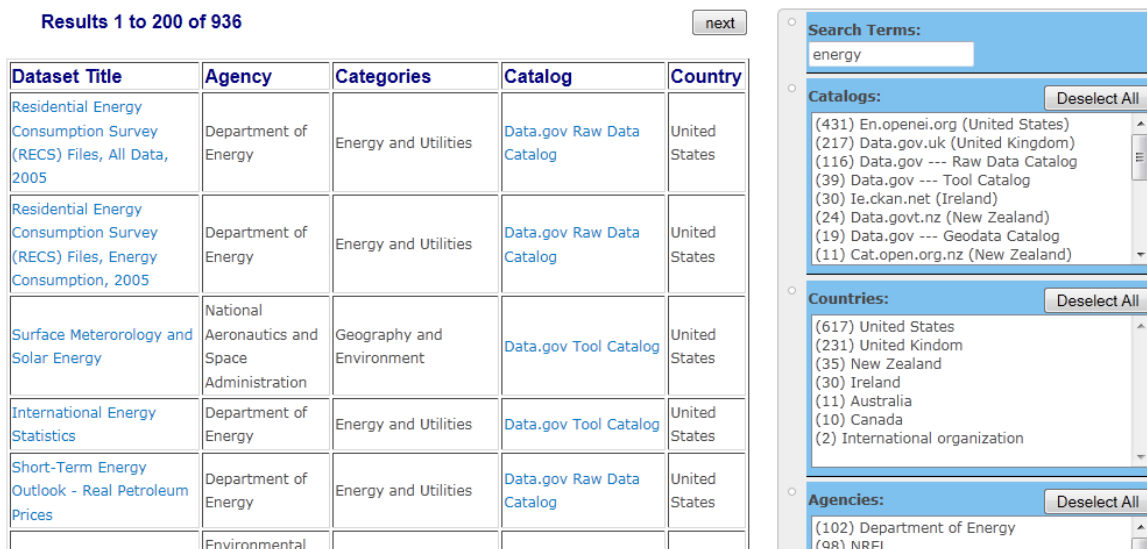 Results 1 to 200 of 936
next
Dataset Title Agency Categories Catalog Country
Residential Energy
Consumption Survey
(RECS) Files, All Data,
2005
Department of
Energy
Energy and Utilities
Data.gov Raw Data
Catalog
United
States
Residential Energy
Consumption Survey
(RECS) Files, Energy
Consumption, 2005
Department of
Energy
Energy and Utilities
Data.gov Raw Data
Catalog
United
States
Surface Meterorology and
Solar Energy
National
Aeronautics and
Space
Administration
Geography and
Environment
Data.gov Tool Catalog
United
States
International Energy
Statistics
Department of
Energy
Energy and Utilities
Data.gov Tool Catalog
United
States
Short-Term Energy
Outlook - Real Petroleum
Prices
Department of
Energy
Energy and Utilities
Data.gov Raw Data
Catalog
United
States
Environmental
Search Terms:
energy
Catalogs:
Deselect All
(431) En.openei.org (United States)
(217) Data.gov.uk (United Kingdom)
(116) Data.gov --- Raw Data Catalog
(39) Data.gov --- Tool Catalog
(30) Ie.ckan.net (Ireland)
(24) Data.govt.nz (New Zealand)
(19) Data.gov --- Geodata Catalog
(11) Cat.open.org.nz (New Zealand)
Countries:
Deselect All
(617) United States
(231) United Kindom
(35) New Zealand
(30) Ireland
(11) Australia
(10) Canada
(2) International organization
Agencies:
Deselect All
(102) Department of Energy
(98) NREL